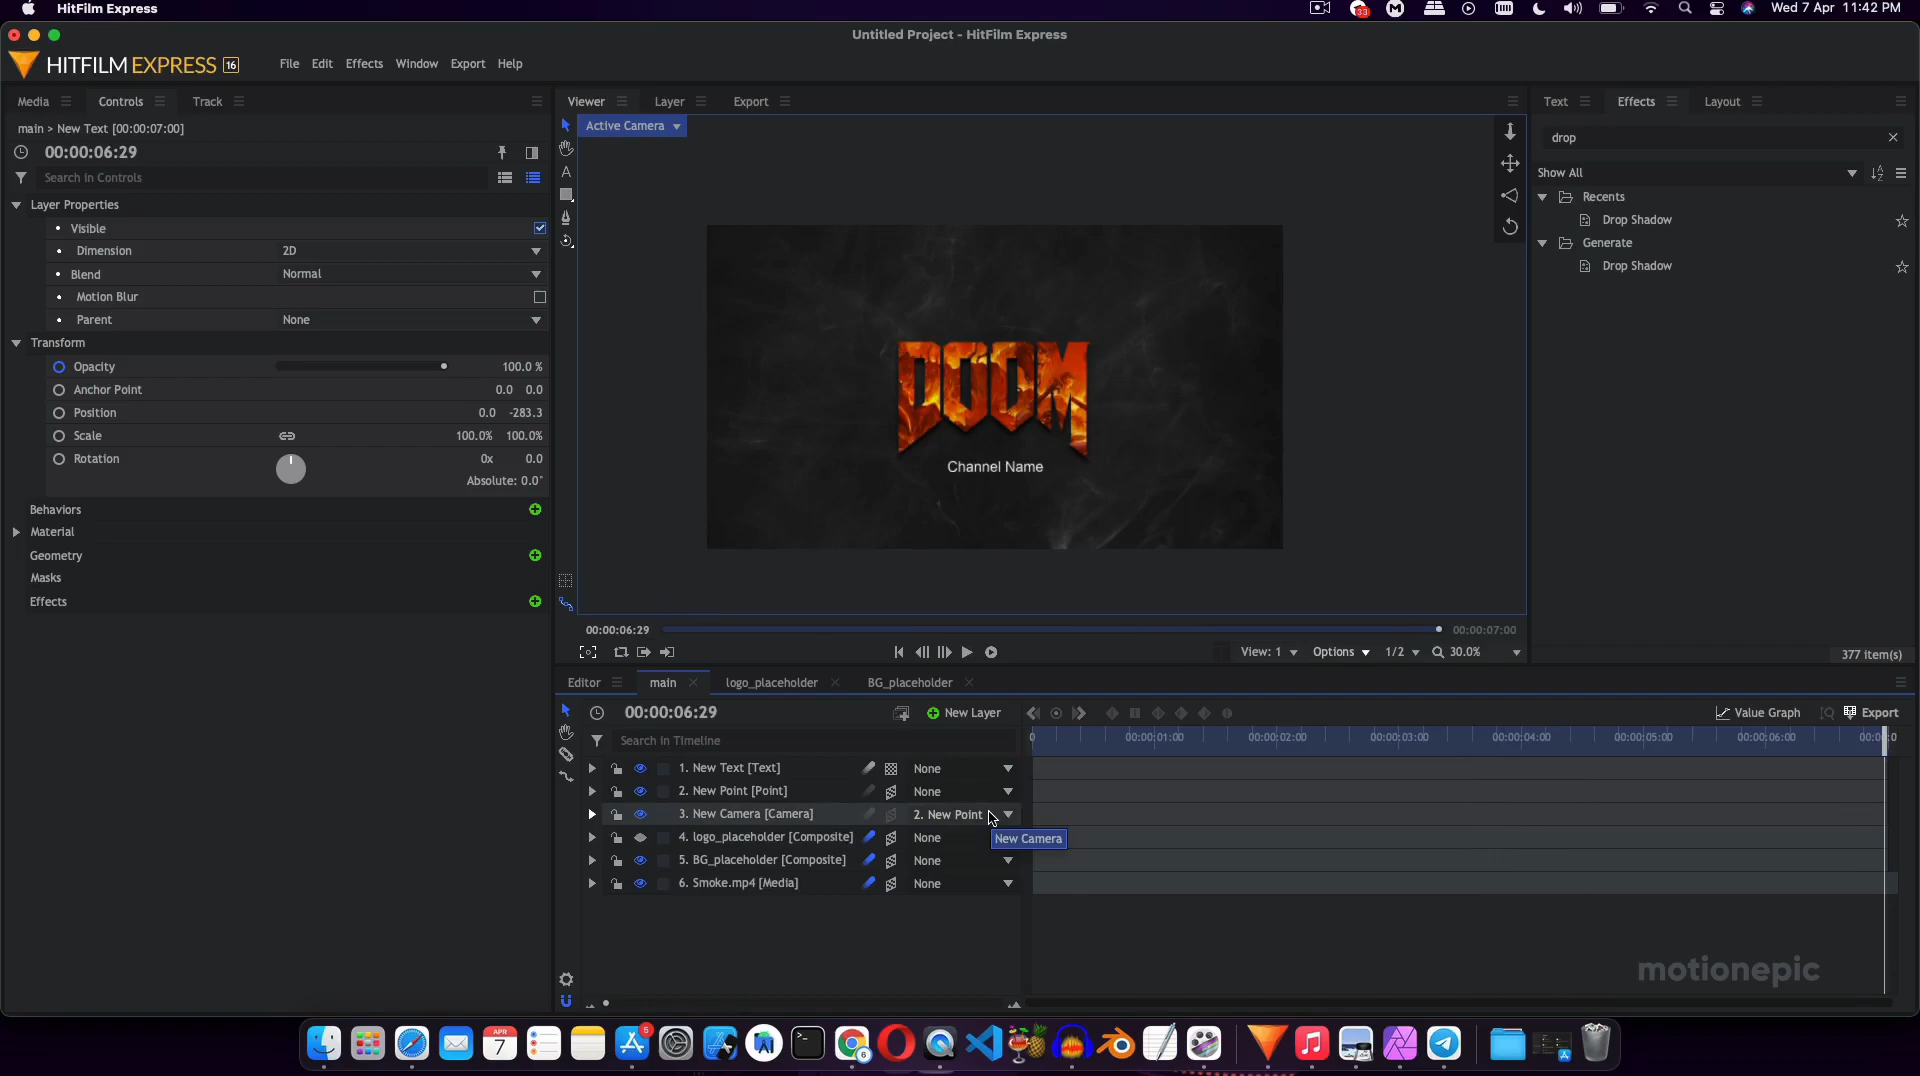 HitFilm Express
33
Wed 7 Apr 11:42 PM
Untitled Project - HitFilm Express
HITFILM EXPRESS 16
File Edit Effects Window Export Help
Media Controls Track
Viewer Layer Export
Text Effects Layout
main > New Text [00:00:07:00]
Active Camera
drop
00:00:06:29
Search in Controls
Show All
Layer Properties
Recents
Visible
Drop Shadow
Dimension 2D
Generate
Blend Normal
Drop Shadow
Motion Blur
Parent None
Transform
Opacity 100.0 %
Anchor Point 0.0 0.0
Position 0.0 -283.3
Scale 100.0% 100.0%
Rotation 0x 0.0
Absolute: 0.0°
DOOM
Channel Name
Behaviors
Material
Geometry
Masks
Effects
00:00:06:29
00:00:07:00
View: 1 Options 1/2 30.0%
377 item(s)
Editor main logo_placeholder BG_placeholder
00:00:06:29 New Layer
Value Graph Export
Search in Timeline
0 00:00:01:00 00:00:02:00 00:00:03:00 00:00:04:00 00:00:05:00 00:00:06:00
1. New Text [Text] None
2. New Point [Point] None
3. New Camera [Camera] 2. New Point
4. logo_placeholder [Composite] None
New Camera
5. BG_placeholder [Composite] None
6. Smoke.mp4 [Media] None
motionepic
APR
7
5
6